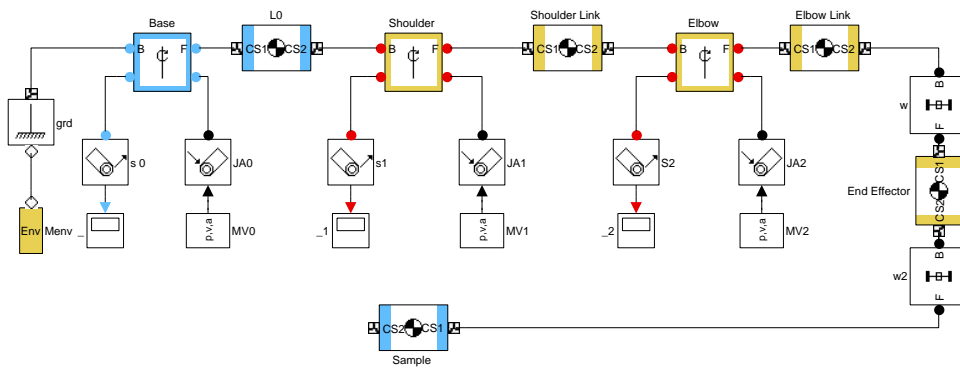 Base
L0
Shoulder
Shoulder Link
Elbow
Elbow Link
B F
CS1 CS2
B F
CS1 CS2
B F
CS1 CS2
B
w
F
grd
s 0
JA0
s1
JA1
S2
JA2
CS1
End Effector
CS2
Env
Menv
_
p,v,a
MV0
_1
p,v,a
MV1
_2
p,v,a
MV2
B
w2
F
CS2 CS1
Sample